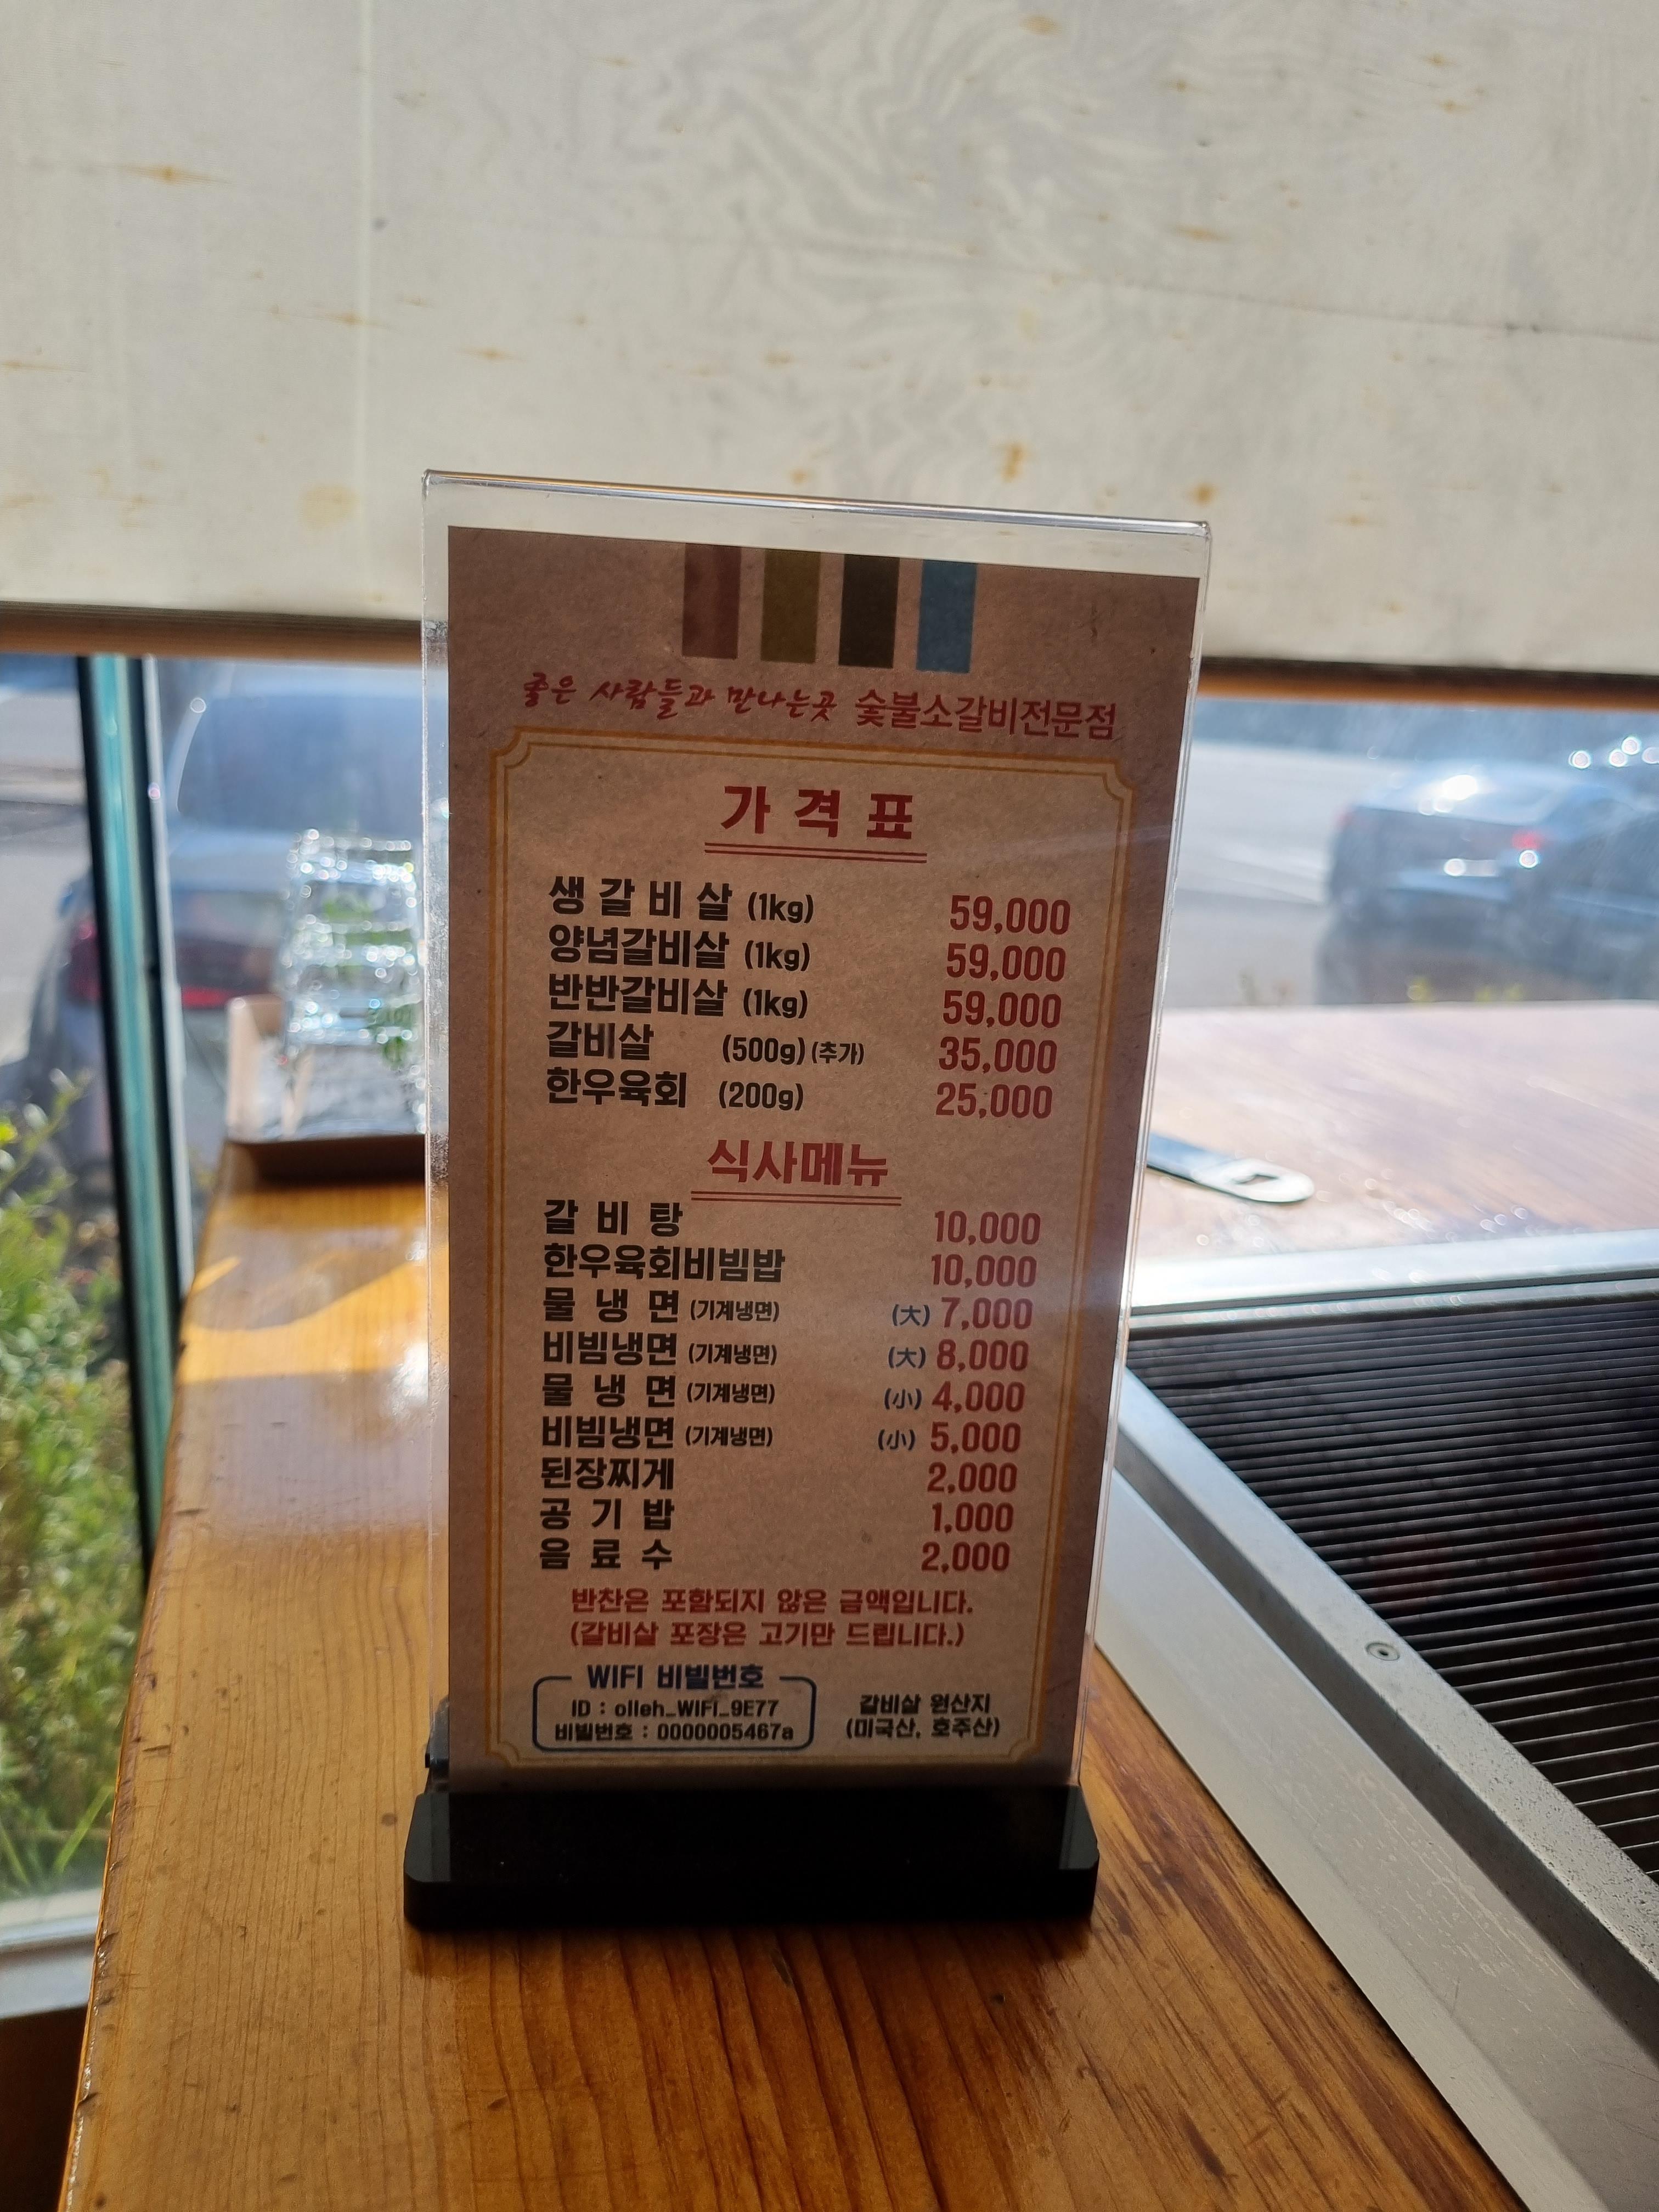 좋은 사람들과 만나는곳 숯불소갈비전문점
가격표
생갈비살 (1kg) 59,000
양념갈비살 (1kg) 59,000
반반갈비살 (1kg) 59,000
갈비살 (500g) (추가) 35,000
한우육회 (200g) 25,000
식사메뉴
갈비탕 10,000
한우육회비빔밥 10,000
물냉면 (기계냉면) (大) 7,000
비빔냉면 (기계냉면) (大) 8,000
물냉면 (기계냉면) (小) 4,000
비빔냉면 (기계냉면) (小) 5,000
된장찌게 2,000
공기밥 1,000
음료수 2,000
반찬은 포함되지 않은 금액입니다.
(갈비살 포장은 고기만 드립니다.)
WIFI 비빌번호
ID : olleh_WIFI_9E77
비빌번호 : 0000005467a
갈비살 원산지
(미국산, 호주산)